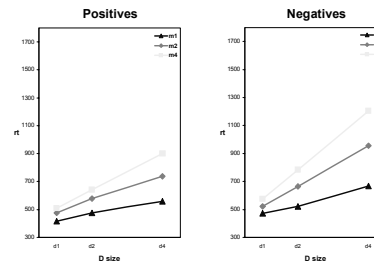 Positives
m1
m2
m4
1700
1500
1300
1100
rt
900
700
500
300
d1 d2 d4
D size
Negatives
1700
1500
1300
1100
rt
900
700
500
300
d1 d2 d4
D size